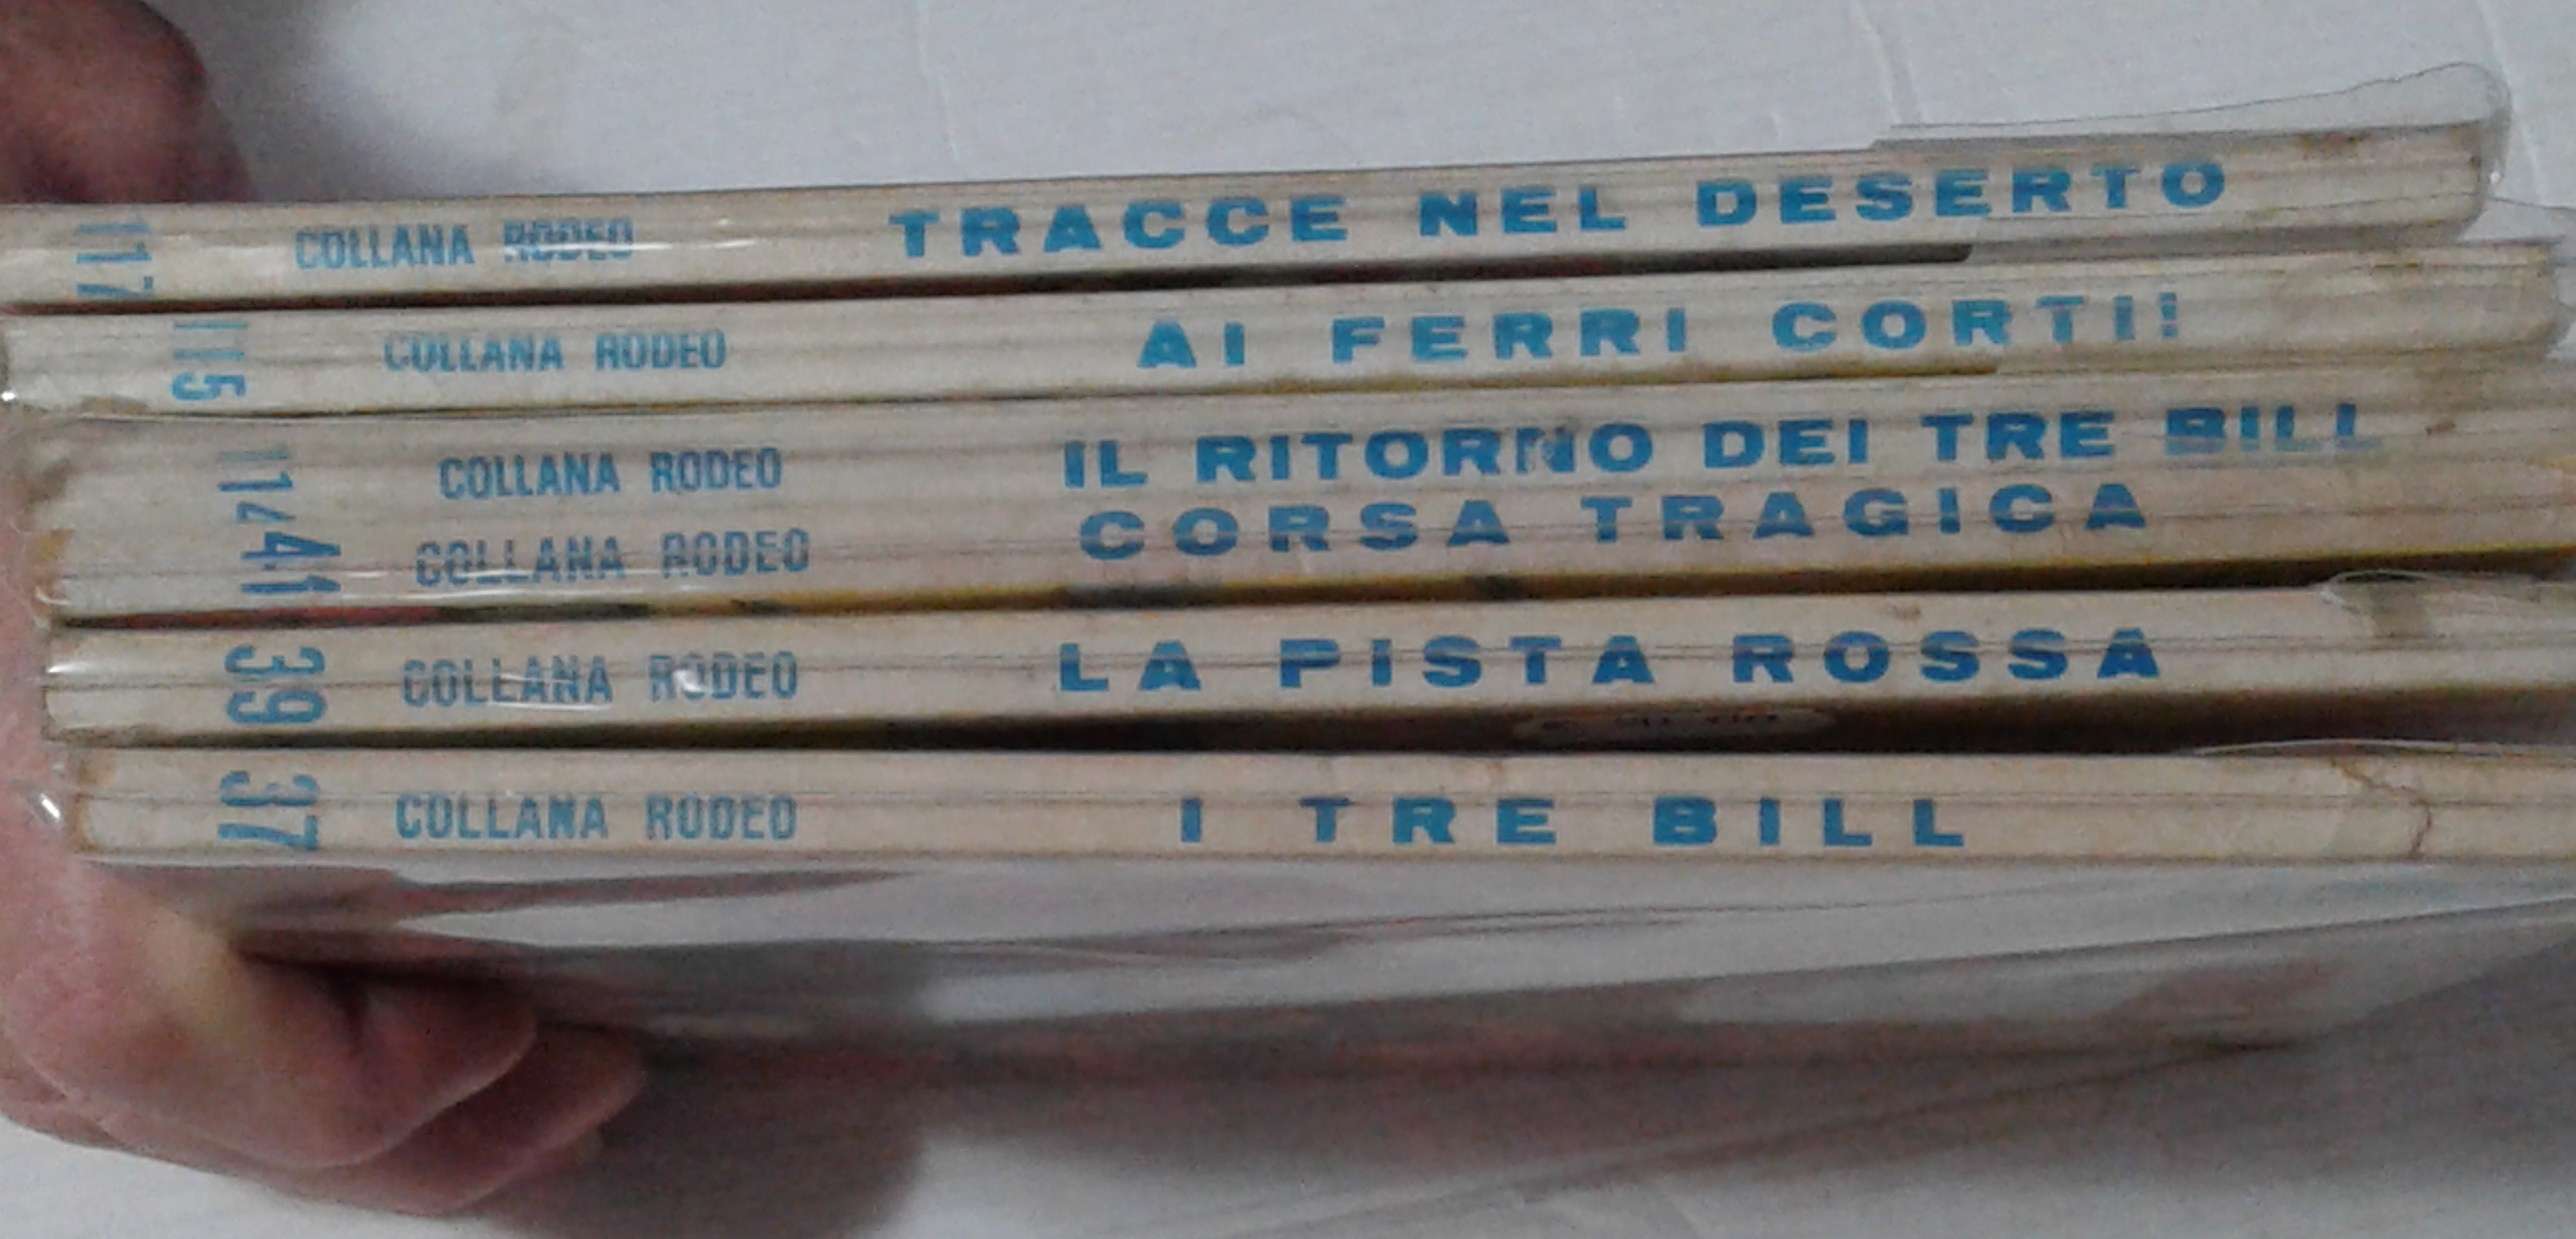 117 COLLANA RODEO TRACCE NEL DESERTO
115 COLLANA RODEO AI FERRI CORTI!
114 COLLANA RODEO IL RITORNO DEI TRE BILL
41 COLLANA RODEO CORSA TRAGICA
39 COLLANA RODEO LA PISTA ROSSA
37 COLLANA RODEO I TRE BILL